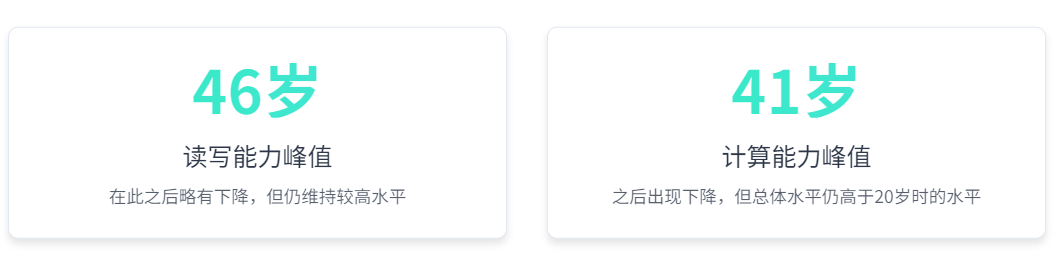 46岁
读写能力峰值
在此之后略有下降，但仍维持较高水平
41岁
计算能力峰值
之后出现下降，但总体水平仍高于20岁时的水平